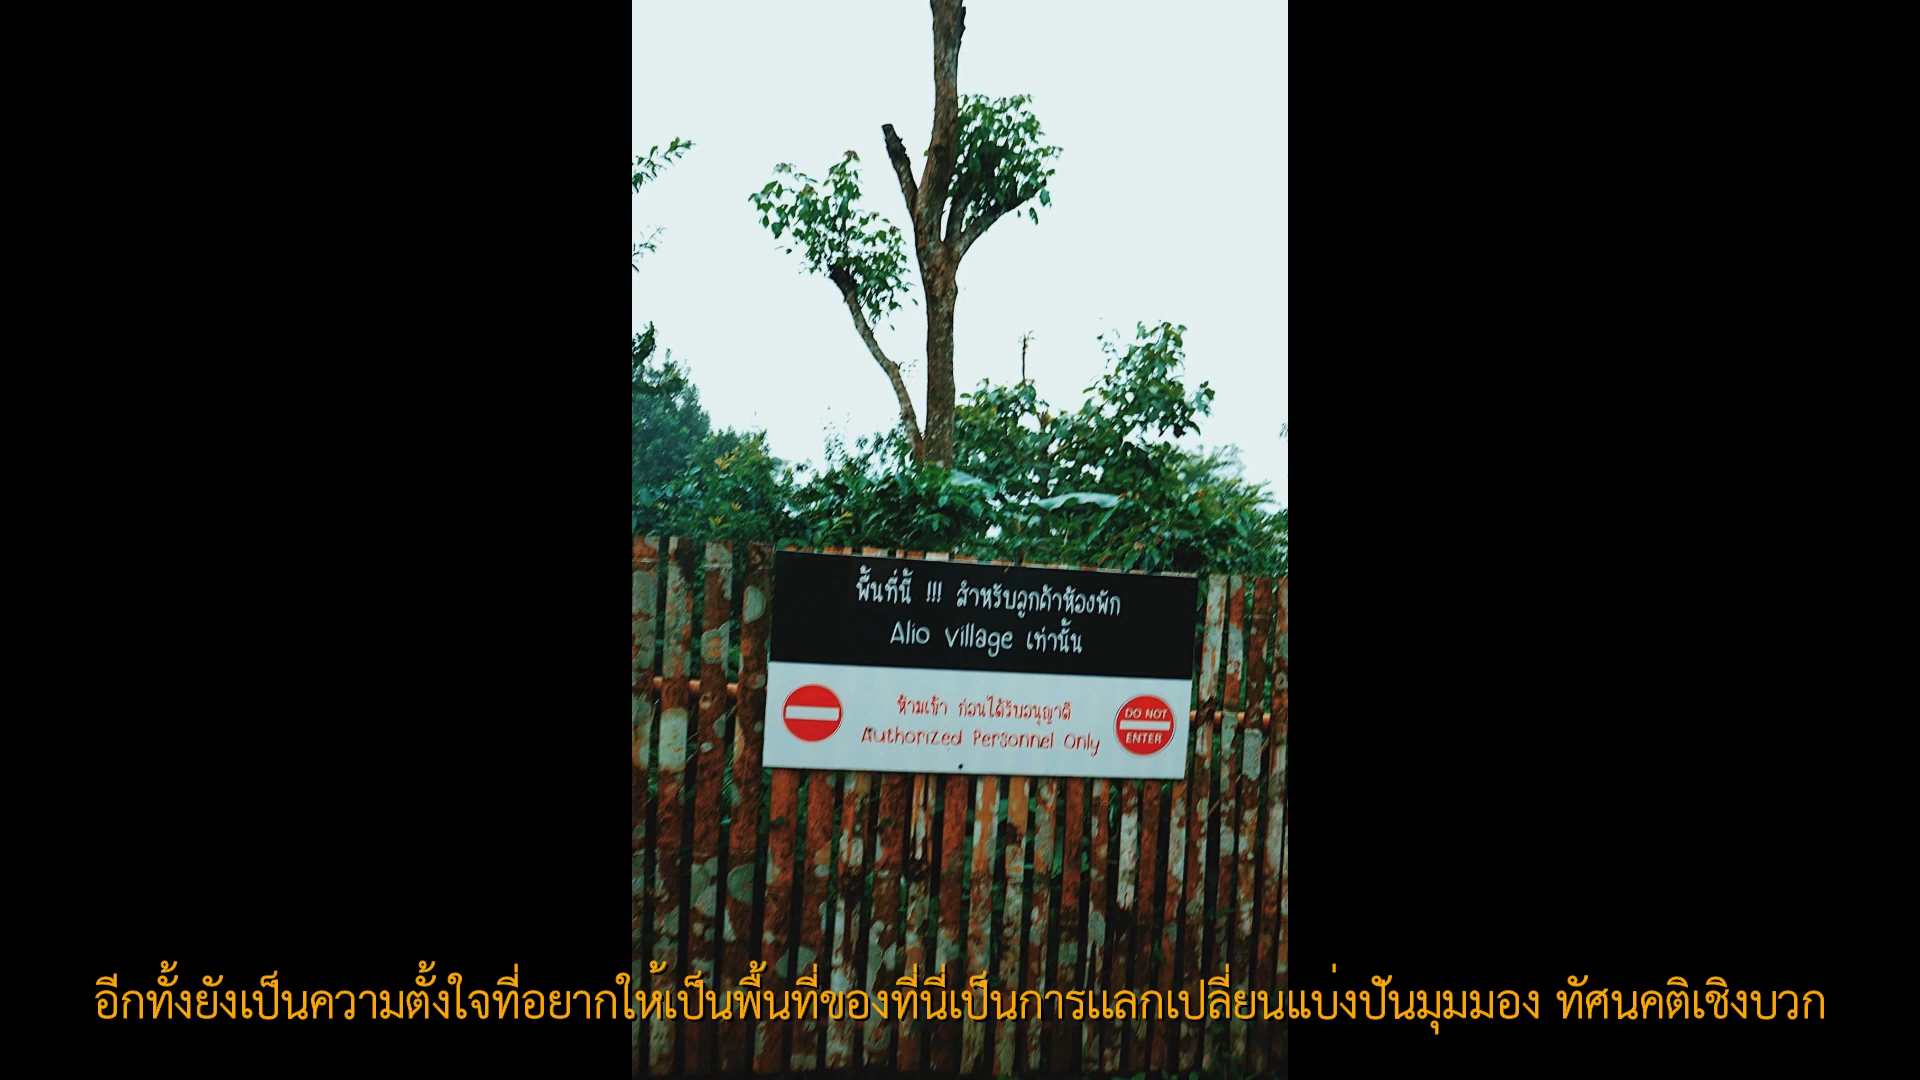 พื้นที่นี้ !!! สำหรับลูกค้าห้องพัก
Alio Village เท่านั้น
ห้ามเข้า ก่อนได้รับอนุญาติ
Authorized Personnel Only
DO NOT
ENTER
อีกทั้งยังเป็นความตั้งใจที่อยากให้เป็นพื้นที่ของที่นี่เป็นการแลกเปลี่ยนแบ่งปันมุมมอง ทัศนคติเชิงบวก